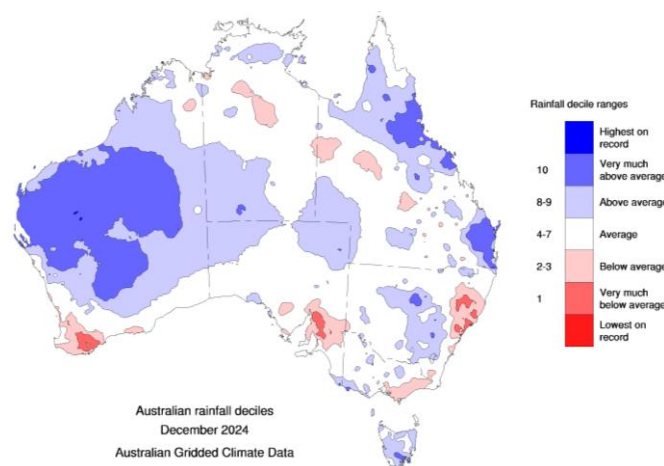 Rainfall decile ranges
Highest on
record
10
Very much
above average
8-9
Above average
4-7
Average
2-3
Below average
1
Very much
below average
Lowest on
record
Australian rainfall deciles
December 2024
Australian Gridded Climate Data